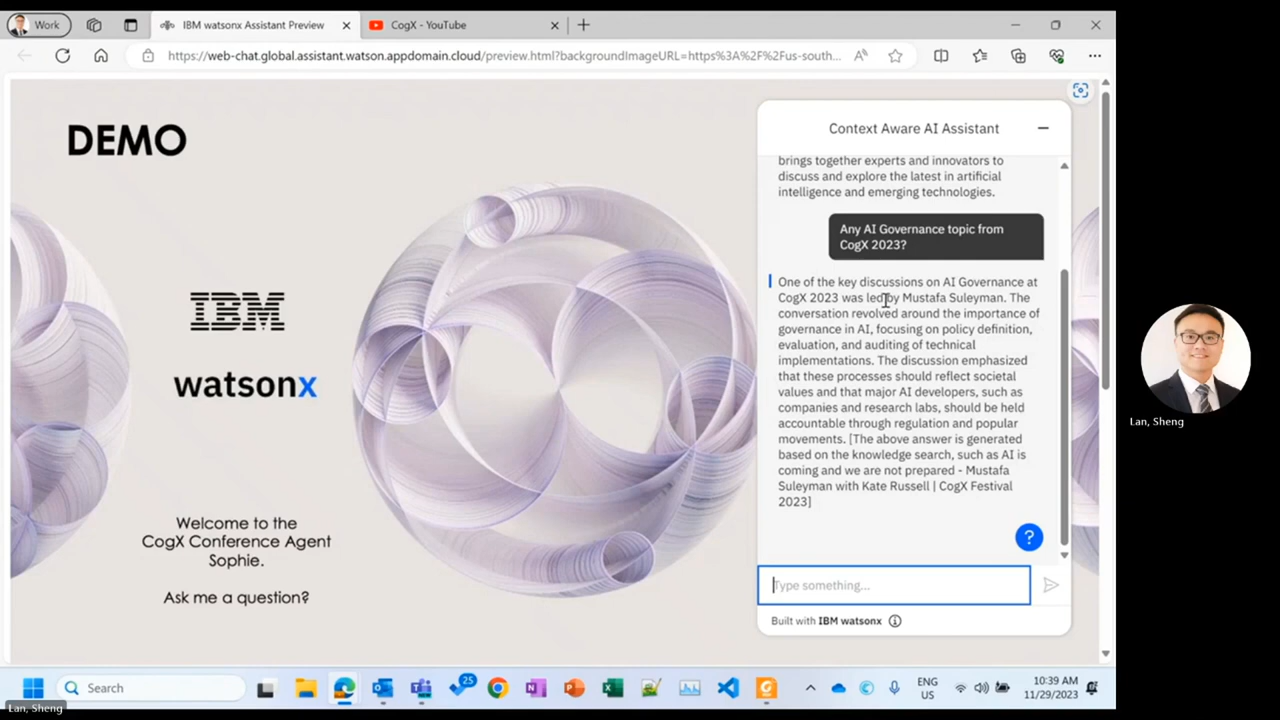 Work
IBM watsonx Assistant Preview
CogX - YouTube
https://web-chat.global.assistant.watson.appdomain.cloud/preview.html?backgroundImageURL=https%3A%2F%2Fus-south...
DEMO
IBM
watsonx
Welcome to the
CogX Conference Agent
Sophie.
Ask me a question?
Context Aware AI Assistant
brings together experts and innovators to
discuss and explore the latest in artificial
intelligence and emerging technologies.
Any AI Governance topic from
CogX 2023?
One of the key discussions on AI Governance at
CogX 2023 was led by Mustafa Suleyman. The
conversation revolved around the importance of
governance in AI, focusing on policy definition,
evaluation, and auditing of technical
implementations. The discussion emphasized
that these processes should reflect societal
values and that major AI developers, such as
companies and research labs, should be held
accountable through regulation and popular
movements. [The above answer is generated
based on the knowledge search, such as AI is
coming and we are not prepared - Mustafa
Suleyman with Kate Russell | CogX Festival
2023]
?
Type something...
Built with IBM watsonx
Lan, Sheng
Search
25
ENG
US
10:39 AM
11/29/2023
Lan, Sheng